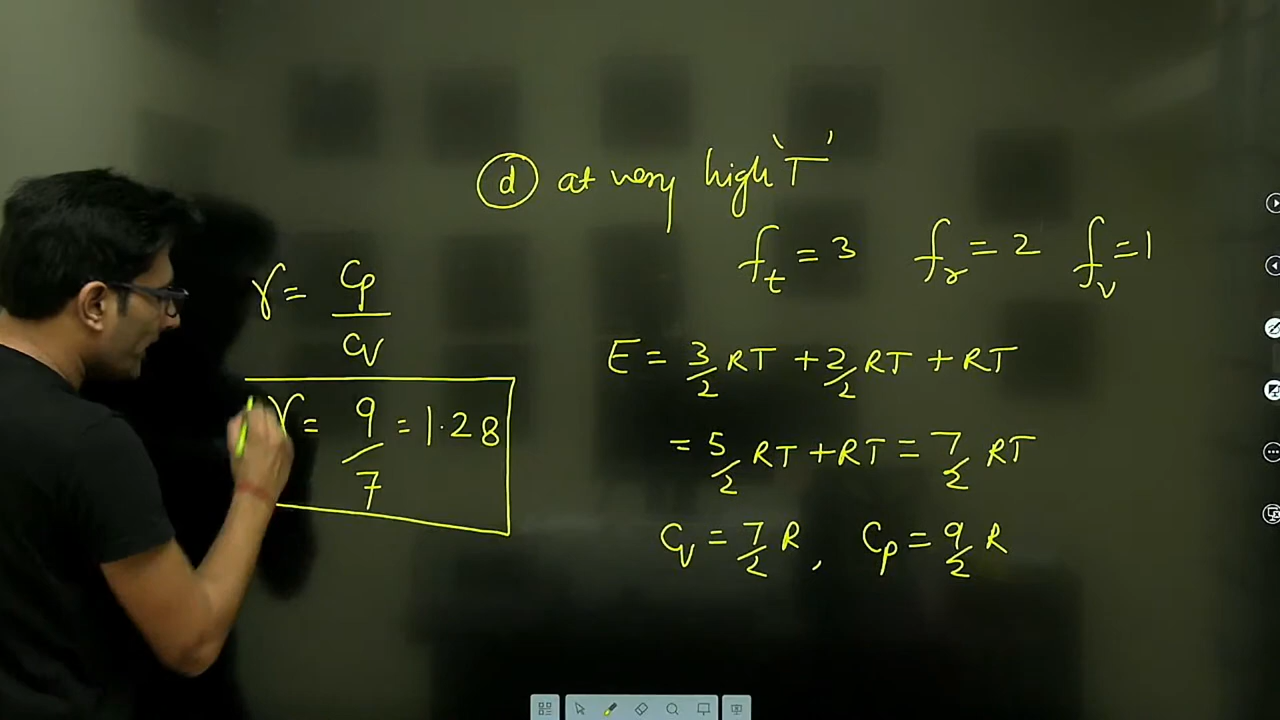 ⓓ at very high 'T'
f_t = 3 f_r = 2 f_v = 1
γ = Cp/Cv
E = 3/2 RT + 2/2 RT + RT
γ = 9/7 = 1.28
= 5/2 RT + RT = 7/2 RT
Cv = 7/2 R , Cp = 9/2 R